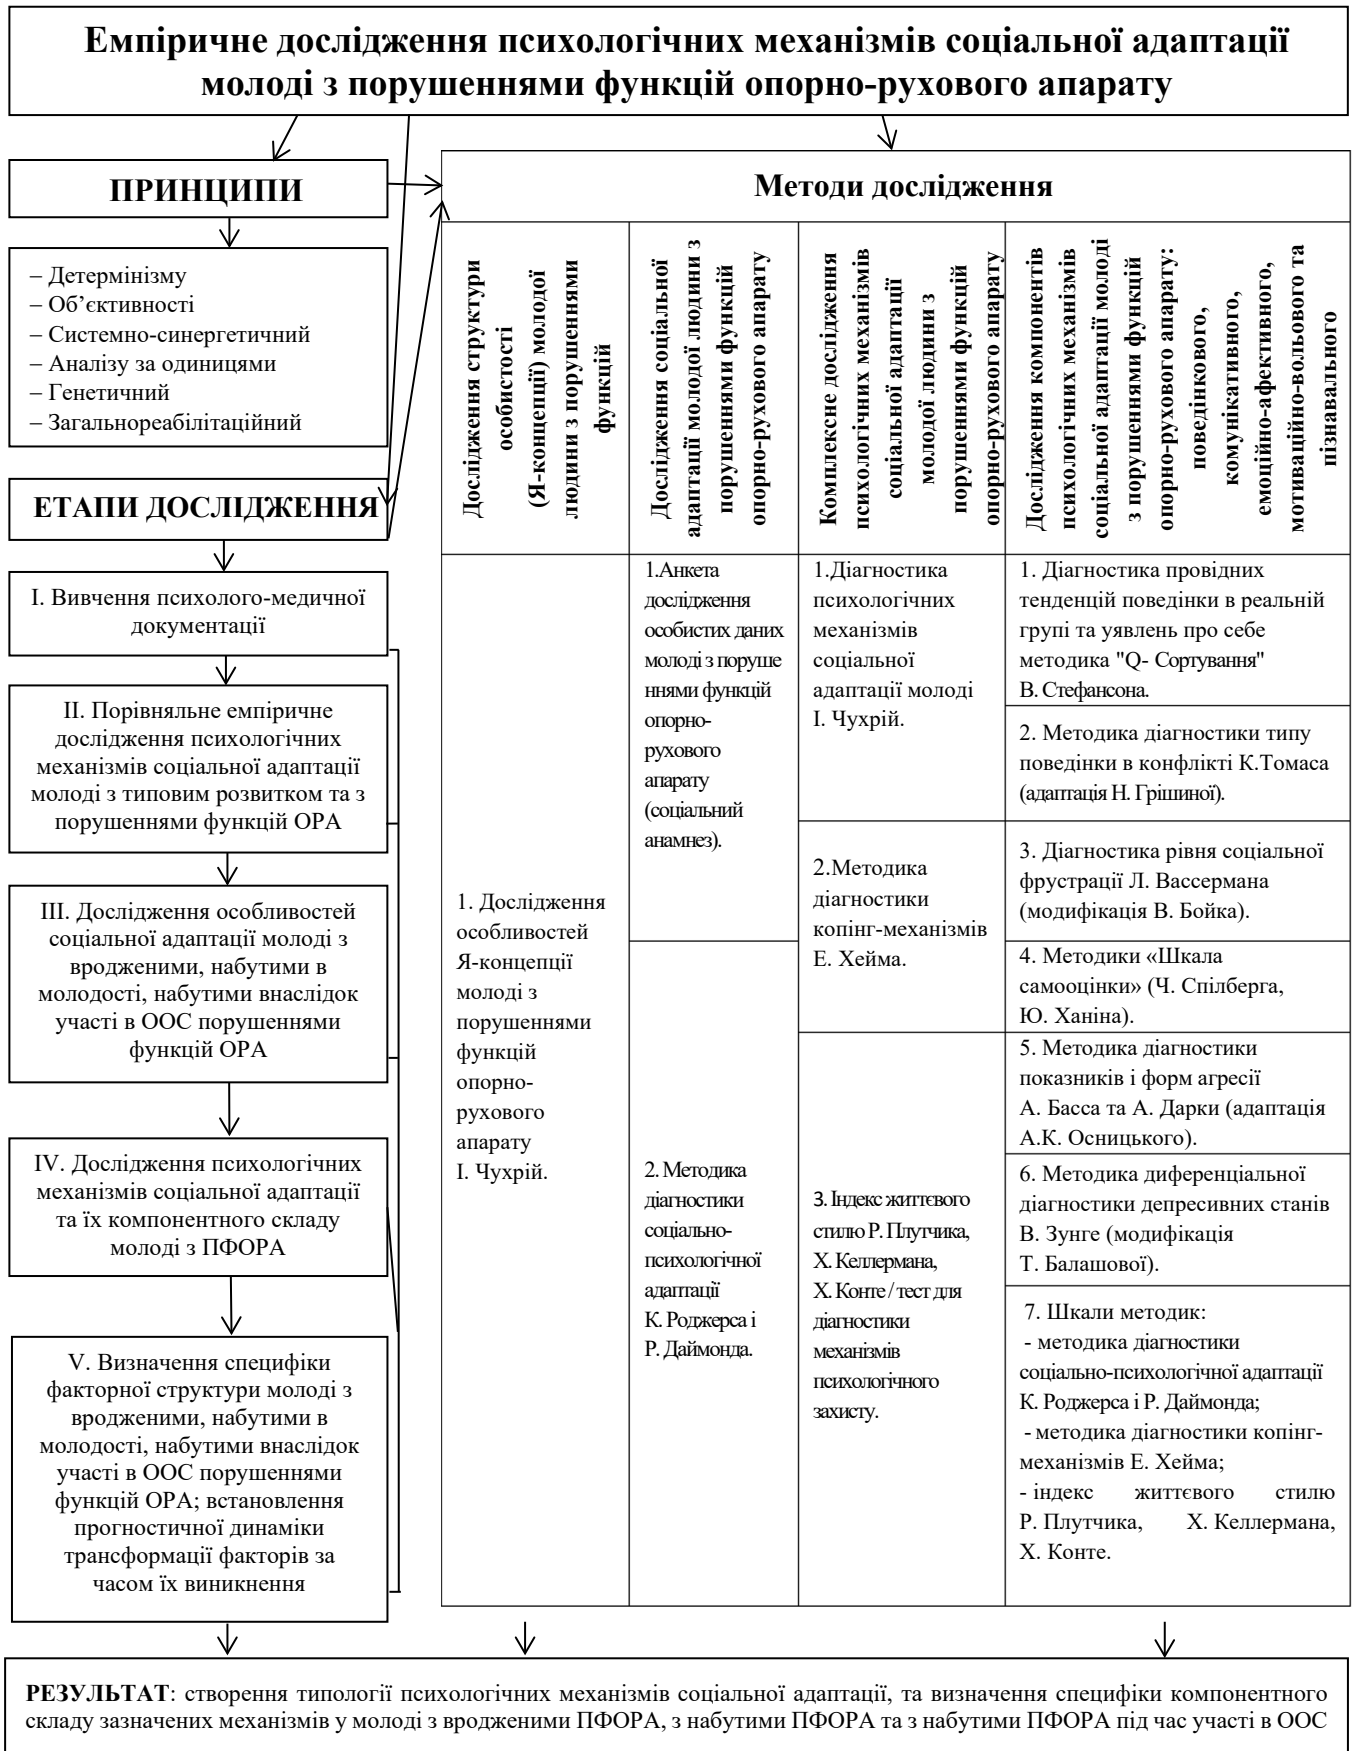 Емпіричне дослідження психологічних механізмів соціальної адаптації
молоді з порушеннями функцій опорно-рухового апарату
ПРИНЦИПИ
– Детермінізму
– Об’єктивності
– Системно-синергетичний
– Аналізу за одиницями
– Генетичний
– Загальнореабілітаційний
ЕТАПИ ДОСЛІДЖЕННЯ
І. Вивчення психолого-медичної
документації
ІІ. Порівняльне емпіричне
дослідження психологічних
механізмів соціальної адаптації
молоді з типовим розвитком та з
порушеннями функцій ОРА
ІІІ. Дослідження особливостей
соціальної адаптації молоді з
вродженими, набутими в
молодості, набутими внаслідок
участі в ООС порушеннями
функцій ОРА
ІV. Дослідження психологічних
механізмів соціальної адаптації
та їх компонентного складу
молоді з ПФОРА
V. Визначення специфіки
факторної структури молоді з
вродженими, набутими в
молодості, набутими внаслідок
участі в ООС порушеннями
функцій ОРА; встановлення
прогностичної динаміки
трансформації факторів за
часом їх виникнення
Методи дослідження
Дослідження структури
особистості
(Я-концепції) молодої
людини з порушеннями
функцій
Дослідження соціальної
адаптації молодої людини з
порушеннями функцій
опорно-рухового апарату
Комплексне дослідження
психологічних механізмів
соціальної адаптації
молодої людини з
порушеннями функцій
опорно-рухового апарату
Дослідження компонентів
психологічних механізмів
соціальної адаптації молоді
з порушеннями функцій
опорно-рухового апарату:
поведінкового,
комунікативного,
емоційно-афективного,
мотиваційно-вольового та
пізнавального
1. Дослідження
особливостей
Я-концепції
молоді з
порушеннями
функцій
опорно-
рухового
апарату
І. Чухрій.
1.Анкета
дослідження
особистих даних
молоді з поруше
ннями функцій
опорно-
рухового
апарату
(соціальний
анамнез).
2. Методика
діагностики
соціально-
психологічної
адаптації
К. Роджерса і
Р. Даймонда.
1.Діагностика
психологічних
механізмів
соціальної
адаптації молоді
І. Чухрій.
2.Методика
діагностики
копінг-механізмів
Е. Хейма.
3. Індекс життєвого
стилю Р. Плутчика,
Х. Келлермана,
Х. Конте / тест для
діагностики
механізмів
психологічного
захисту.
1. Діагностика провідних
тенденцій поведінки в реальній
групі та уявлень про себе
методика "Q- Сортування"
В. Стефансона.
2. Методика діагностики типу
поведінки в конфлікті К.Томаса
(адаптація Н. Грішиної).
3. Діагностика рівня соціальної
фрустрації Л. Вассермана
(модифікація В. Бойка).
4. Методики «Шкала
самооцінки» (Ч. Спілберга,
Ю. Ханіна).
5. Методика діагностики
показників і форм агресії
А. Басса та А. Дарки (адаптація
А.К. Осницького).
6. Методика диференціальної
діагностики депресивних станів
В. Зунге (модифікація
Т. Балашової).
7. Шкали методик:
- методика діагностики
соціально-психологічної адаптації
К. Роджерса і Р. Даймонда;
- методика діагностики копінг-
механізмів Е. Хейма;
- індекс життєвого стилю
Р. Плутчика, Х. Келлермана,
Х. Конте.
РЕЗУЛЬТАТ: створення типології психологічних механізмів соціальної адаптації, та визначення специфіки компонентного
складу зазначених механізмів у молоді з вродженими ПФОРА, з набутими ПФОРА та з набутими ПФОРА під час участі в ООС